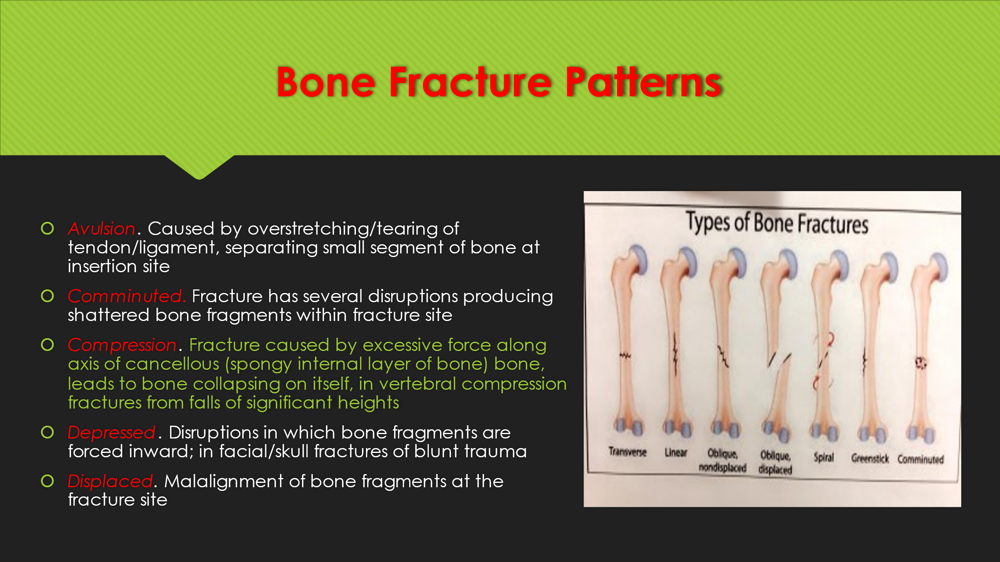 Bone Fracture Patterns
Avulsion. Caused by overstretching/tearing of
tendon/ligament, separating small segment of bone at
insertion site
Comminuted. Fracture has several disruptions producing
shattered bone fragments within fracture site
Compression. Fracture caused by excessive force along
axis of cancellous (spongy internal layer of bone) bone,
leads to bone collapsing on itself, in vertebral compression
fractures from falls of significant heights
Depressed. Disruptions in which bone fragments are
forced inward; in facial/skull fractures of blunt trauma
Displaced. Malalignment of bone fragments at the
fracture site
Types of Bone Fractures
Transverse
Linear
Oblique,
nondisplaced
Oblique,
displaced
Spiral
Greenstick
Comminuted